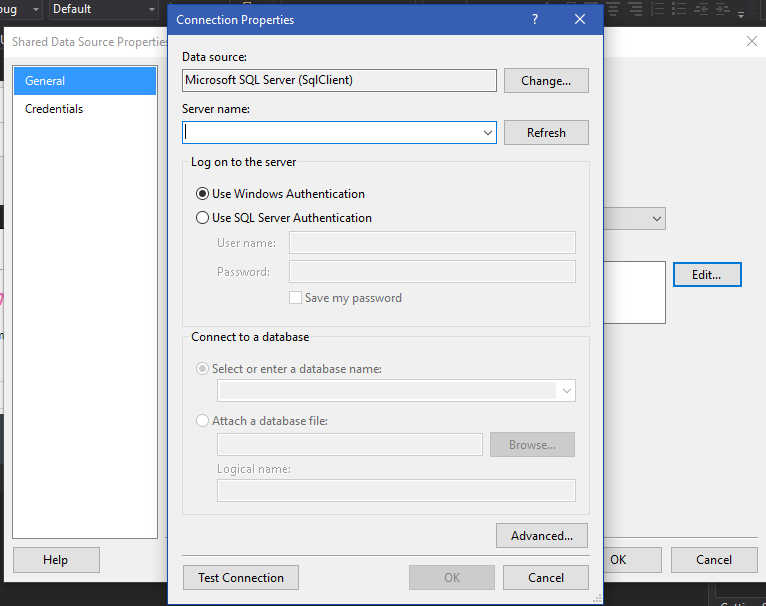 Default
Connection Properties
?
Shared Data Source Propertie
General
Credentials
Data source:
Microsoft SQL Server (SqlClient)
Change...
Server name:
Refresh
Log on to the server
Use Windows Authentication
Use SQL Server Authentication
User name:
Password:
Save my password
Edit...
Connect to a database
Select or enter a database name:
Attach a database file:
Browse...
Logical name:
Advanced...
Help
Test Connection
OK
Cancel
OK
Cancel